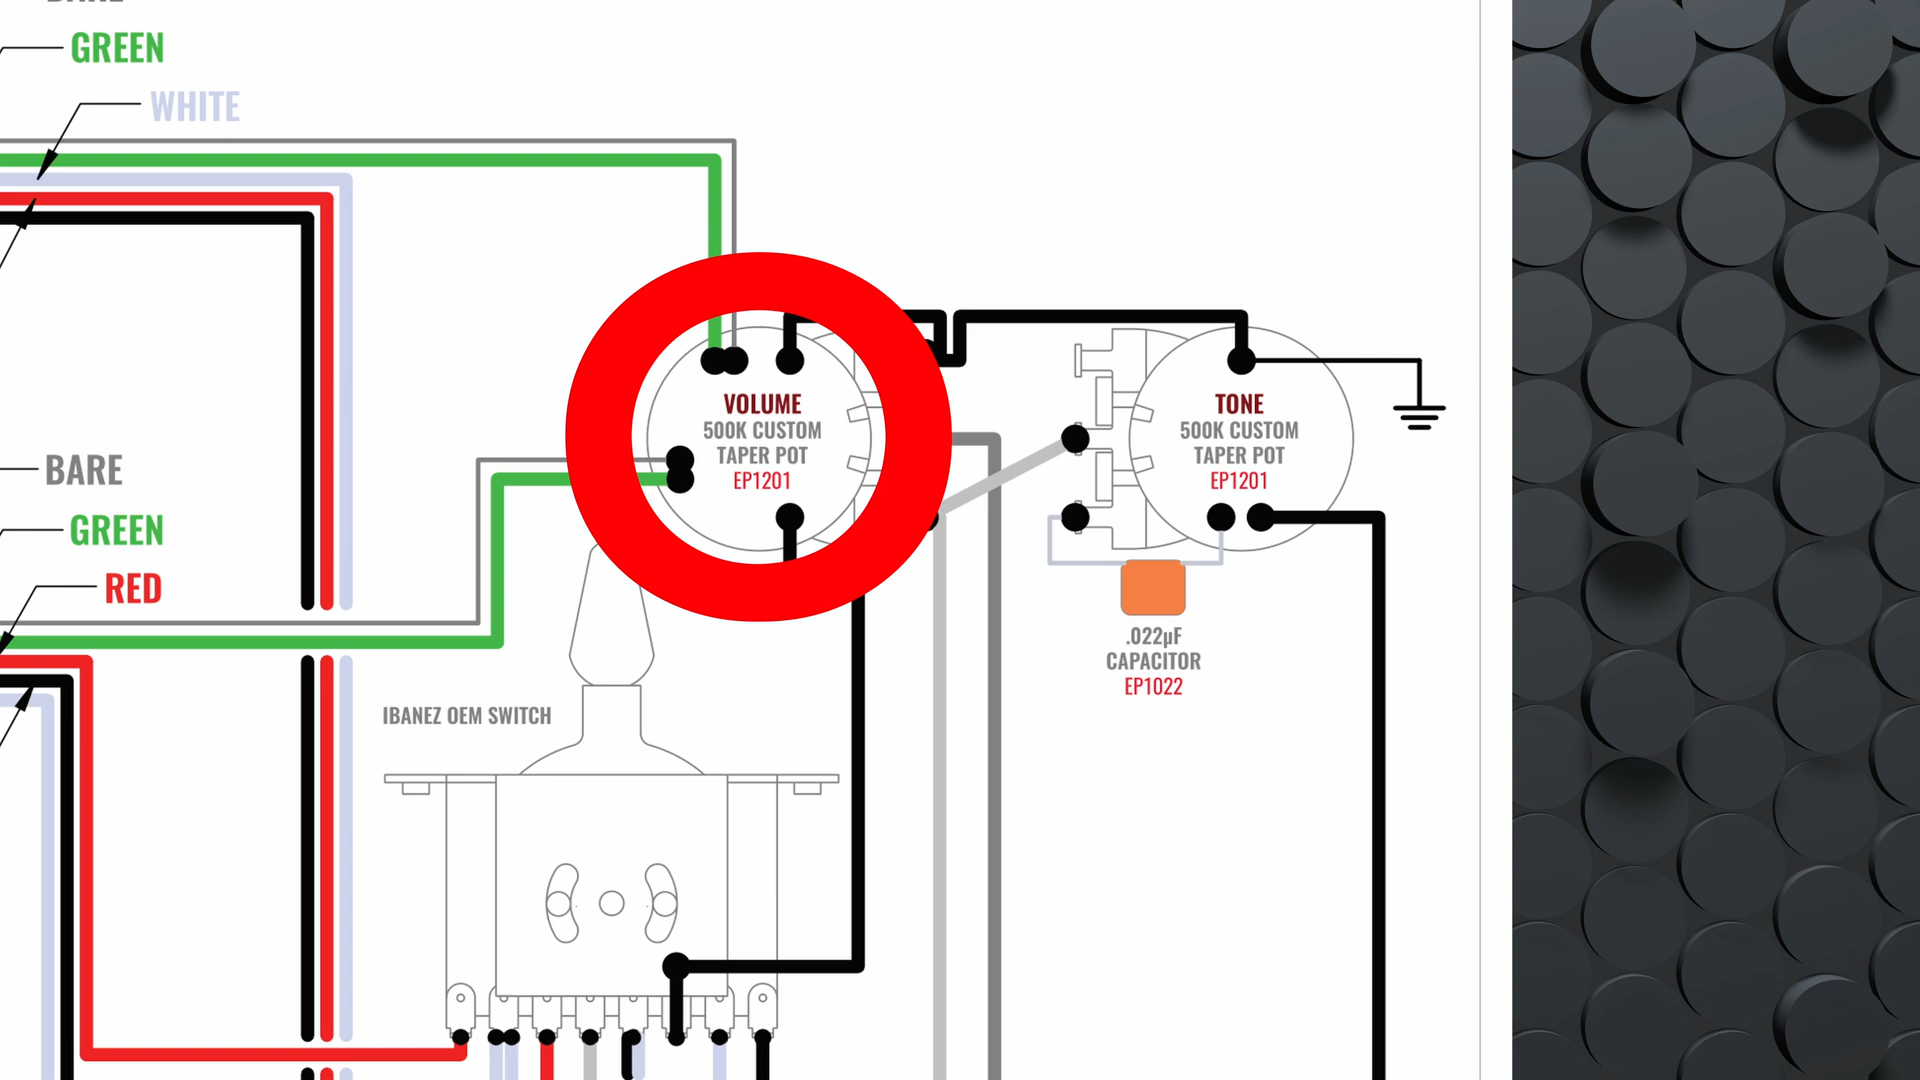 GREEN
WHITE
VOLUME
500K CUSTOM
TAPER POT
EP1201
TONE
500K CUSTOM
TAPER POT
EP1201
BARE
GREEN
RED
.022µF
CAPACITOR
EP1022
IBANEZ OEM SWITCH